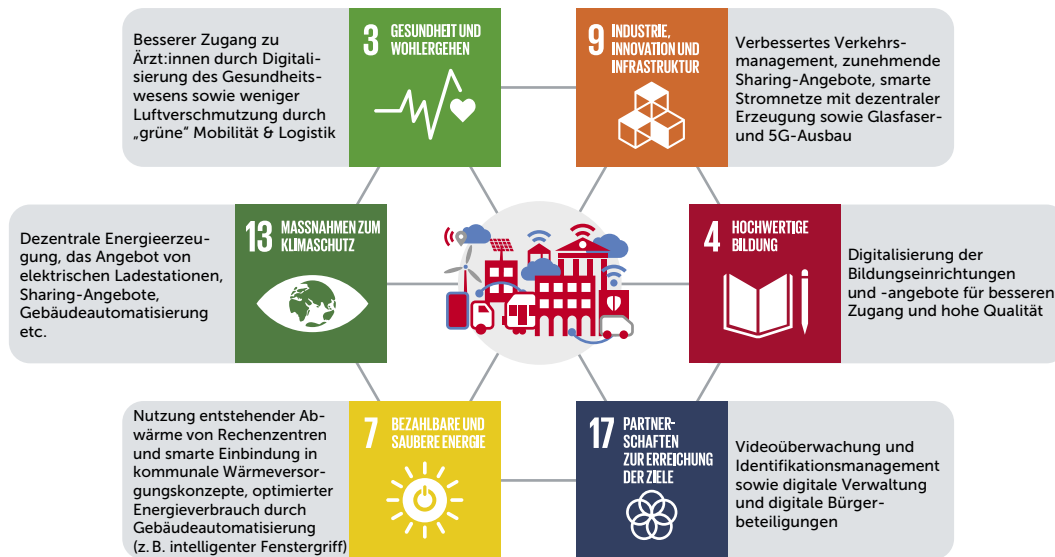 Besserer Zugang zu
Ärzt:innen durch Digitali-
sierung des Gesundheits-
wesens sowie weniger
Luftverschmutzung durch
„grüne“ Mobilität & Logistik
3 GESUNDHEIT UND
WOHLERGEHEN
9 INDUSTRIE,
INNOVATION UND
INFRASTRUKTUR
Verbessertes Verkehrs-
management, zunehmende
Sharing-Angebote, smarte
Stromnetze mit dezentraler
Erzeugung sowie Glasfaser-
und 5G-Ausbau
Dezentrale Energieerzeu-
gung, das Angebot von
elektrischen Ladestationen,
Sharing-Angebote,
Gebäudeautomatisierung
etc.
13 MASSNAHMEN ZUM
KLIMASCHUTZ
4 HOCHWERTIGE
BILDUNG
Digitalisierung der
Bildungseinrichtungen
und -angebote für besseren
Zugang und hohe Qualität
Nutzung entstehender Ab-
wärme von Rechenzentren
und smarte Einbindung in
kommunale Wärmeversor-
gungskonzepte, optimierter
Energieverbrauch durch
Gebäudeautomatisierung
(z. B. intelligenter Fenstergriff)
7 BEZAHLBARE UND
SAUBERE ENERGIE
17 PARTNER-
SCHAFTEN
ZUR ERREICHUNG
DER ZIELE
Videoüberwachung und
Identifikationsmanagement
sowie digitale Verwaltung
und digitale Bürger-
beteiligungen